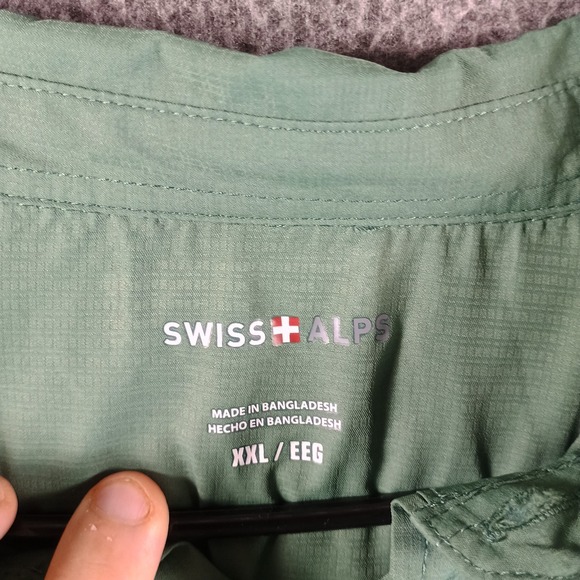 SWISS ALPS
MADE IN BANGLADESH
HECHO EN BANGLADESH
XXL / EEG